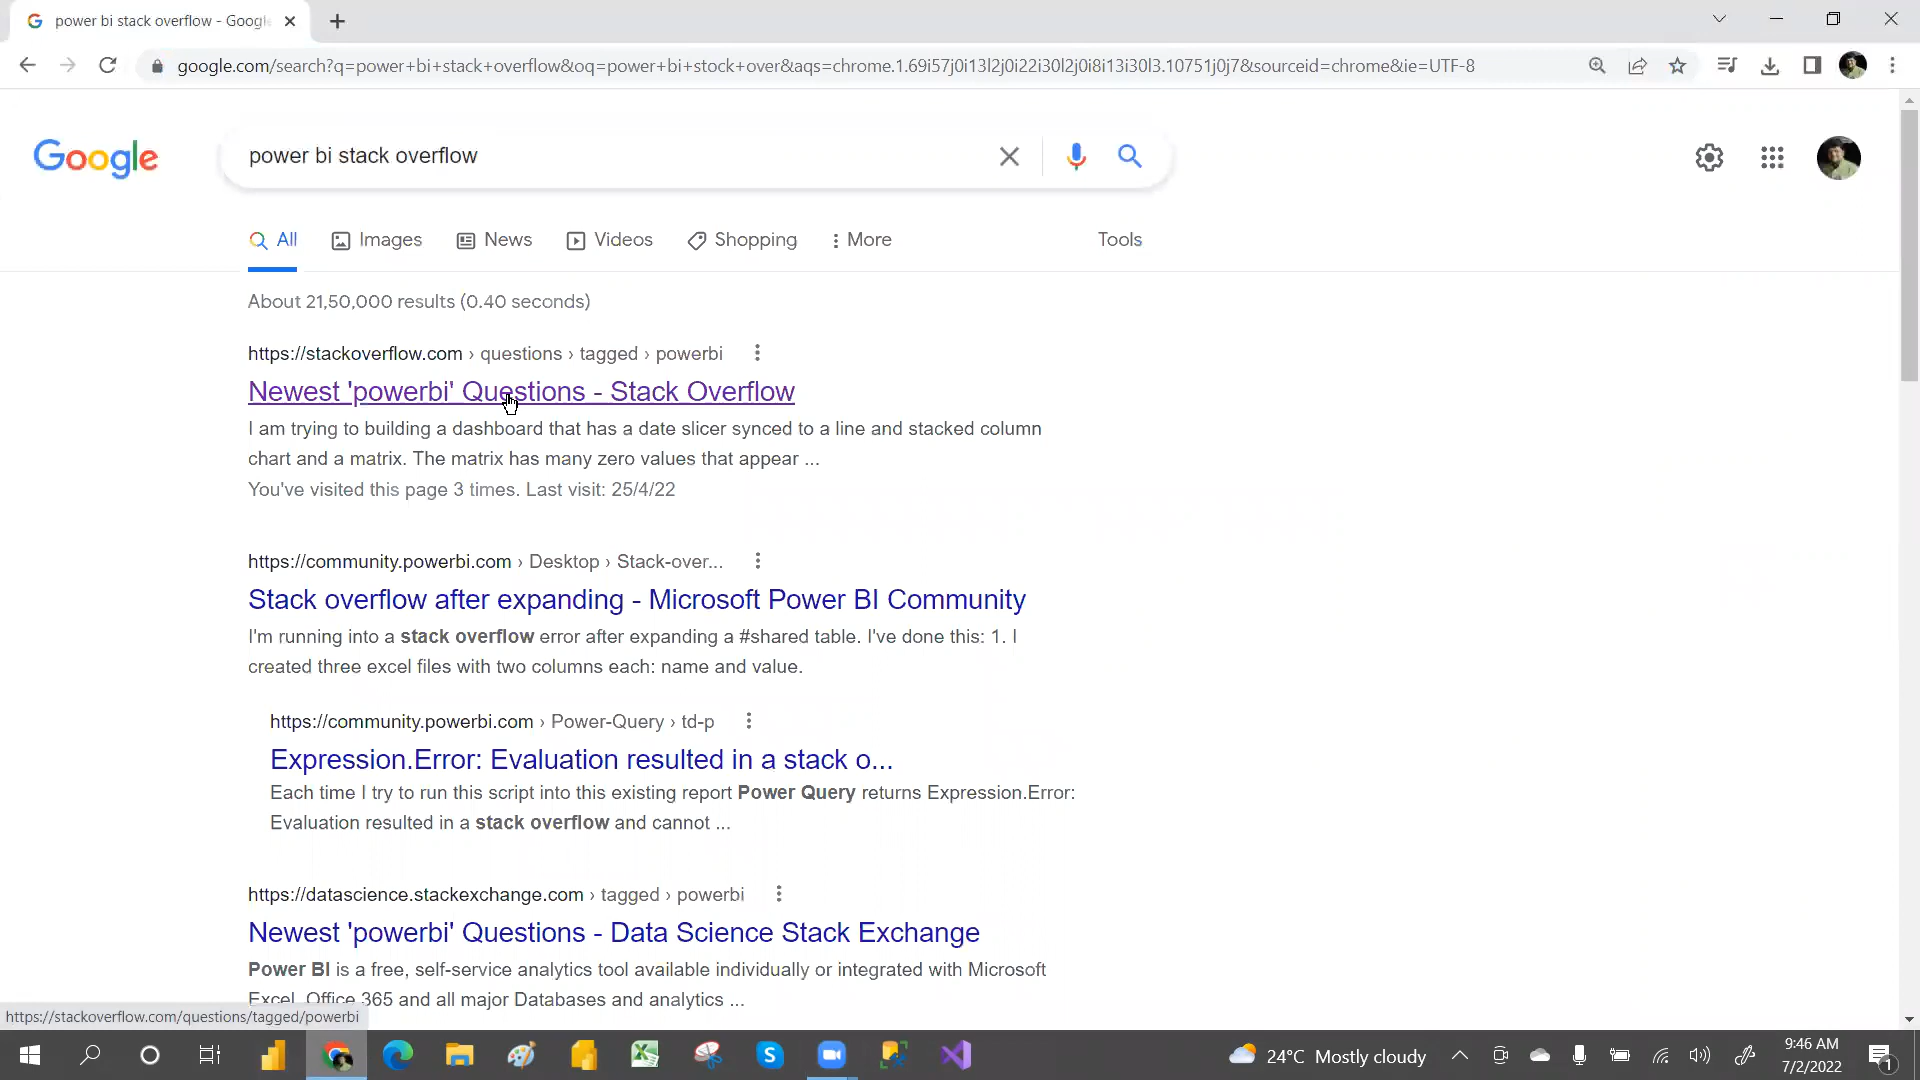 power bi stack overflow - Googl
google.com/search?q=power+bi+stack+overflow&oq=power+bi+stock+over&aqs=chrome.1.69i57j0i13l2j0i22i30l2j0i8i13i30l3.10751j0j7&sourceid=chrome&ie=UTF-8
Google
power bi stack overflow
All Images News Videos Shopping More Tools
About 21,50,000 results (0.40 seconds)
https://stackoverflow.com › questions › tagged › powerbi
Newest 'powerbi' Questions - Stack Overflow
I am trying to building a dashboard that has a date slicer synced to a line and stacked column
chart and a matrix. The matrix has many zero values that appear ...
You've visited this page 3 times. Last visit: 25/4/22
https://community.powerbi.com › Desktop › Stack-over...
Stack overflow after expanding - Microsoft Power BI Community
I'm running into a stack overflow error after expanding a #shared table. I've done this: 1. I
created three excel files with two columns each: name and value.
https://community.powerbi.com › Power-Query › td-p
Expression.Error: Evaluation resulted in a stack o...
Each time I try to run this script into this existing report Power Query returns Expression.Error:
Evaluation resulted in a stack overflow and cannot ...
https://datascience.stackexchange.com › tagged › powerbi
Newest 'powerbi' Questions - Data Science Stack Exchange
Power BI is a free, self-service analytics tool available individually or integrated with Microsoft
Excel, Office 365 and all major Databases and analytics ...
https://stackoverflow.com/questions/tagged/powerbi
24°C Mostly cloudy
9:46 AM
7/2/2022
1